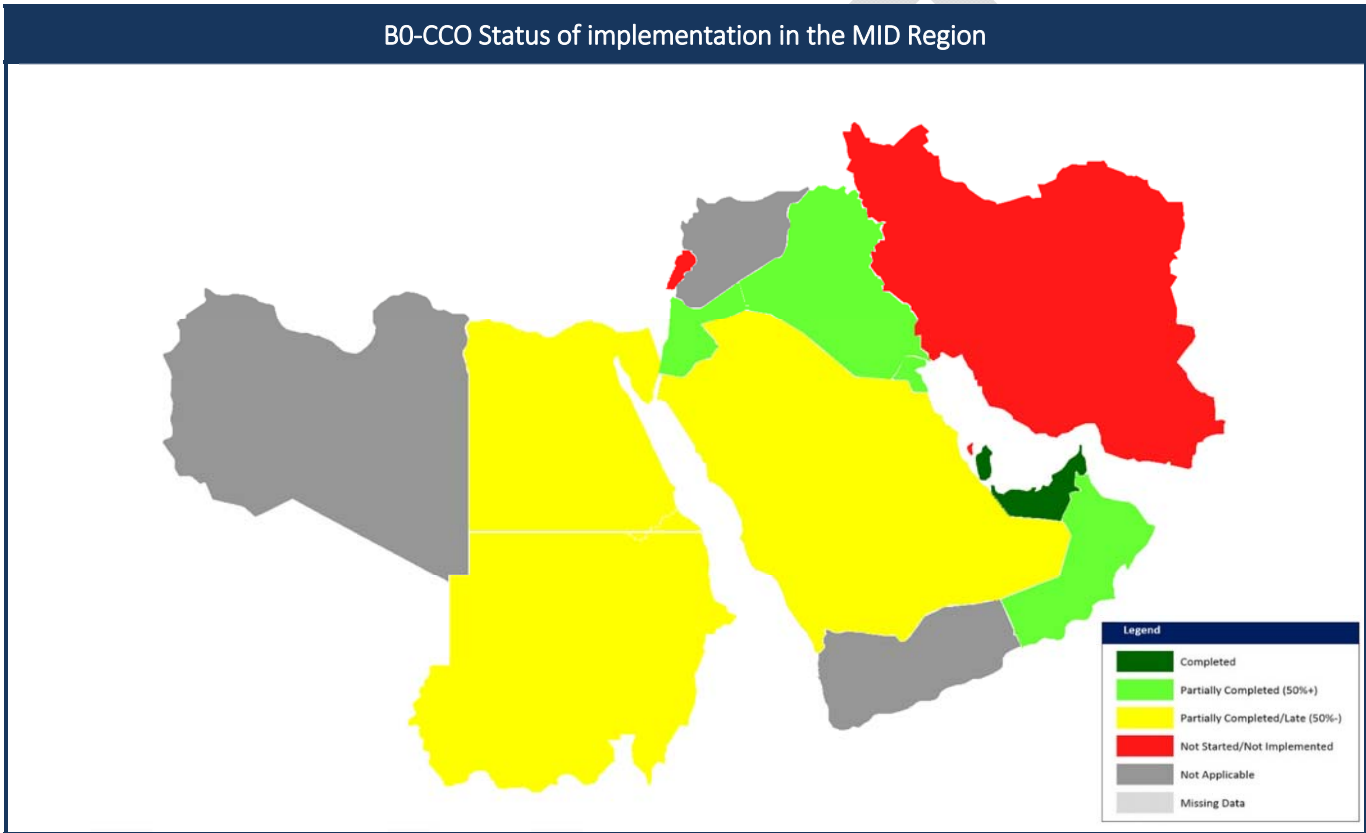 B0-CCO Status of implementation in the MID Region
Legend
Completed
Partially Completed (50%+)
Partially Completed/Late (50%-)
Not Started/Not Implemented
Not Applicable
Missing Data